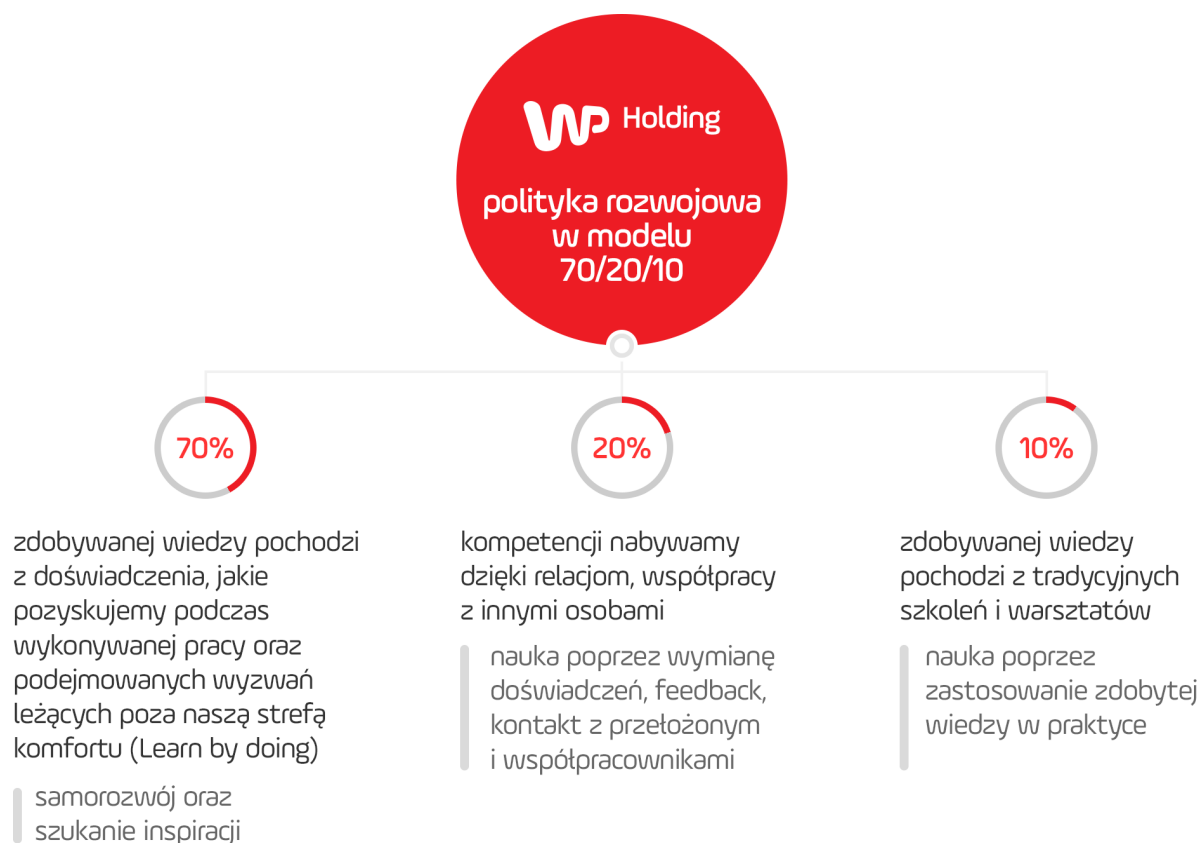 WP Holding
polityka rozwojowa
w modelu
70/20/10
70%
zdobywanej wiedzy pochodzi
z doświadczenia, jakie
pozyskujemy podczas
wykonywanej pracy oraz
podejmowanych wyzwań
leżących poza naszą strefą
komfortu (Learn by doing)
samorozwój oraz
szukanie inspiracji
20%
kompetencji nabywamy
dzięki relacjom, współpracy
z innymi osobami
nauka poprzez wymianę
doświadczeń, feedback,
kontakt z przełożonym
i współpracownikami
10%
zdobywanej wiedzy
pochodzi z tradycyjnych
szkoleń i warsztatów
nauka poprzez
zastosowanie zdobytej
wiedzy w praktyce